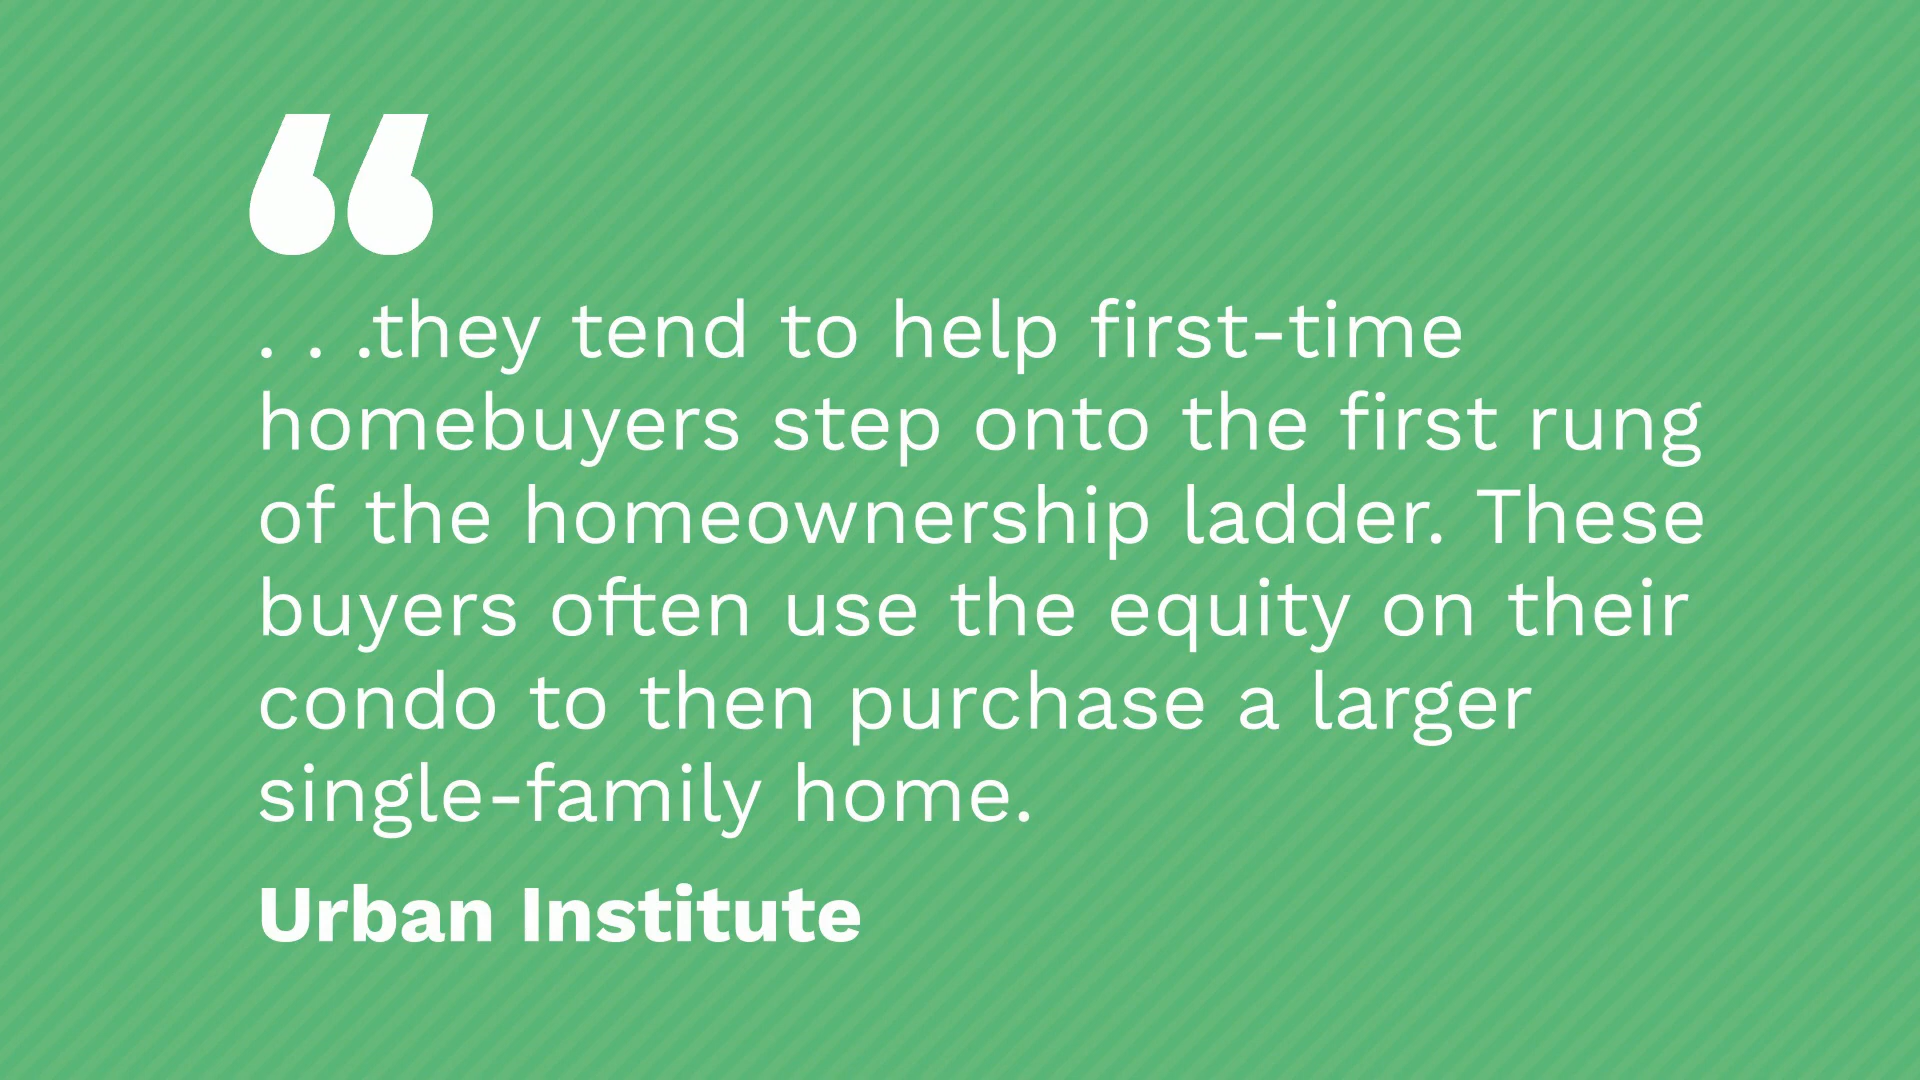 “
. . .they tend to help first-time
homebuyers step onto the first rung
of the homeownership ladder. These
buyers often use the equity on their
condo to then purchase a larger
single-family home.
Urban Institute